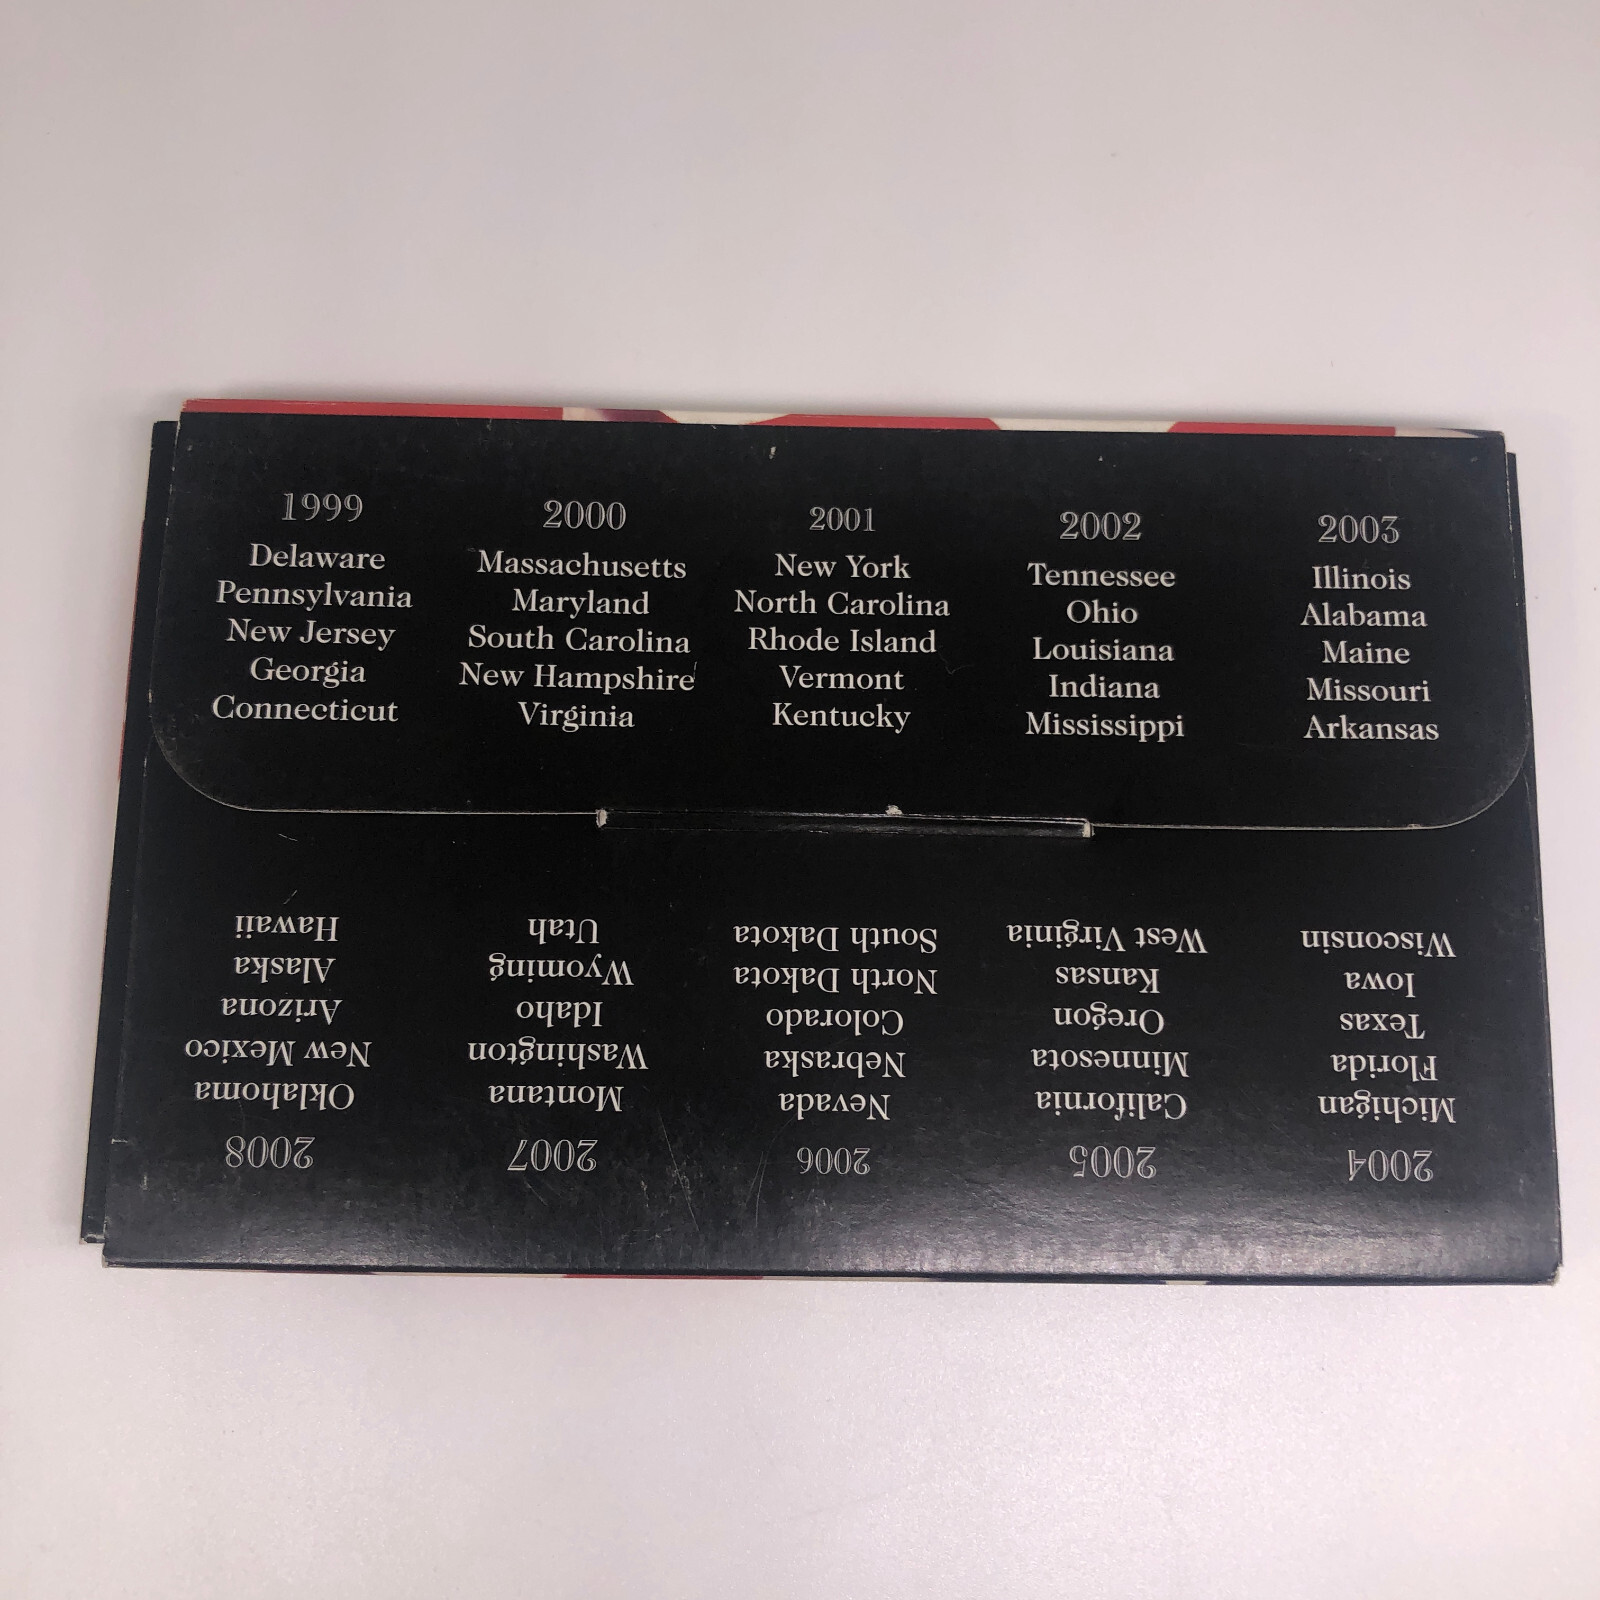 1999
Delaware
Pennsylvania
New Jersey
Georgia
Connecticut
2000
Massachusetts
Maryland
South Carolina
New Hampshire
Virginia
2001
New York
North Carolina
Rhode Island
Vermont
Kentucky
2002
Tennessee
Ohio
Louisiana
Indiana
Mississippi
2003
Illinois
Alabama
Maine
Missouri
Arkansas
2004
Michigan
Florida
Texas
Iowa
Wisconsin
2005
California
Minnesota
Oregon
Kansas
West Virginia
2006
Nevada
Nebraska
Colorado
North Dakota
South Dakota
2007
Montana
Washington
Idaho
Wyoming
Utah
2008
Oklahoma
New Mexico
Arizona
Alaska
Hawaii